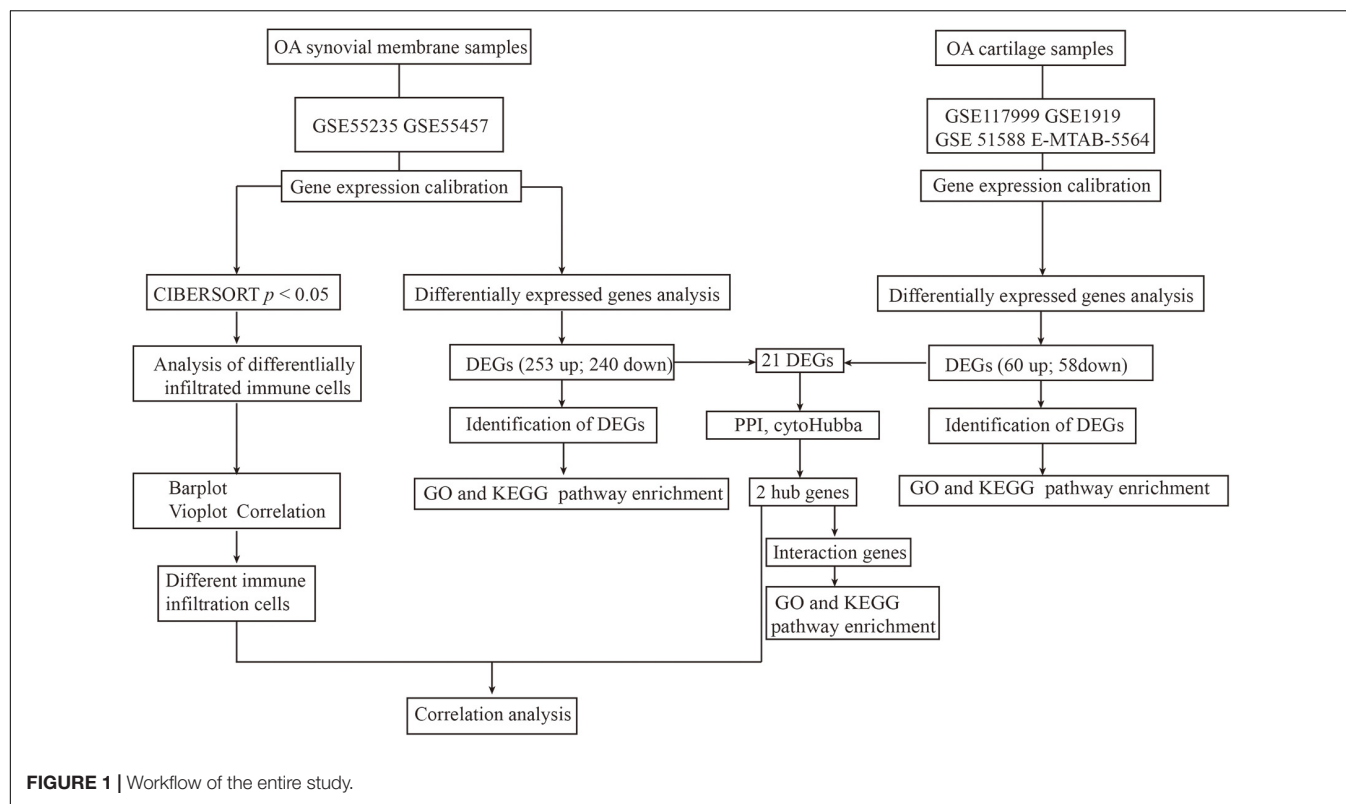 OA synovial membrane samples
OA cartilage samples
GSE55235 GSE55457
GSE117999 GSE1919
GSE 51588 E-MTAB-5564
Gene expression calibration
Gene expression calibration
CIBERSORT p < 0.05
Differentially expressed genes analysis
Differentially expressed genes analysis
Analysis of differentlially
infiltrated immune cells
DEGs (253 up; 240 down)
21 DEGs
DEGs (60 up; 58down)
Identification of DEGs
PPI, cytoHubba
Identification of DEGs
Barplot
Vioplot Correlation
GO and KEGG pathway enrichment
2 hub genes
GO and KEGG pathway enrichment
Interaction genes
Different immune
infiltration cells
GO and KEGG
pathway enrichment
Correlation analysis
FIGURE 1 | Workflow of the entire study.